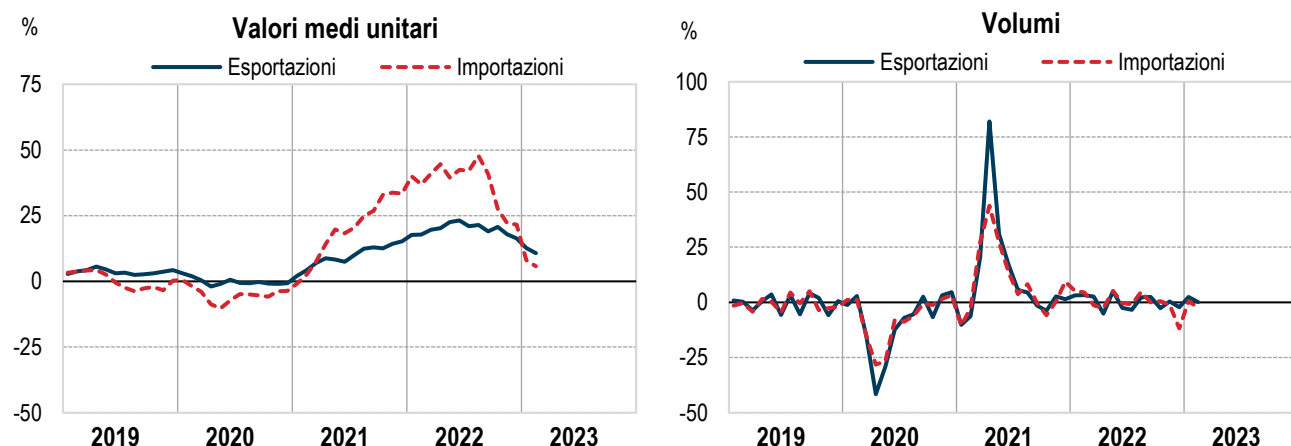 % Valori medi unitari
Esportazioni Importazioni
75
50
25
0
-25
-50
2019 2020 2021 2022 2023
% Volumi
Esportazioni Importazioni
100
75
50
25
0
-25
-50
2019 2020 2021 2022 2023